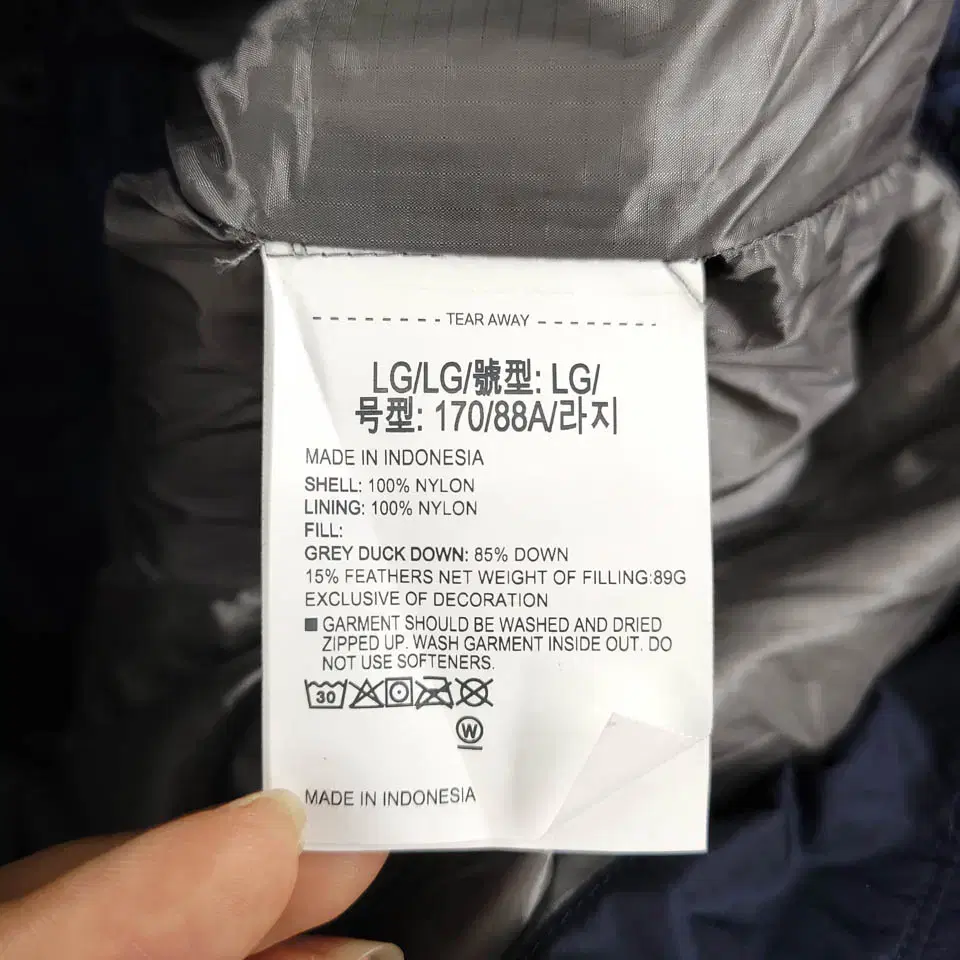 TEAR AWAY
LG/LG/號型: LG/
号型: 170/88A/라지
MADE IN INDONESIA
SHELL: 100% NYLON
LINING: 100% NYLON
FILL:
GREY DUCK DOWN: 85% DOWN
15% FEATHERS NET WEIGHT OF FILLING:89G
EXCLUSIVE OF DECORATION
■ GARMENT SHOULD BE WASHED AND DRIED
ZIPPED UP. WASH GARMENT INSIDE OUT. DO
NOT USE SOFTENERS.
30
W
MADE IN INDONESIA